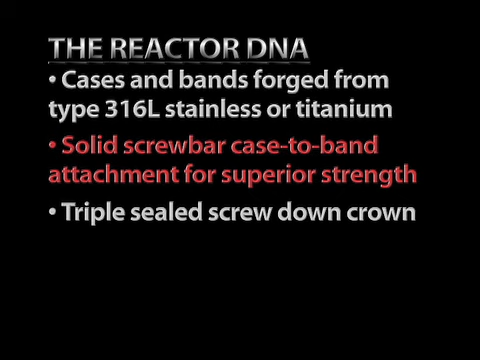 THE REACTOR DNA
• Cases and bands forged from
type 316L stainless or titanium
• Solid screwbar case-to-band
attachment for superior strength
• Triple sealed screw down crown